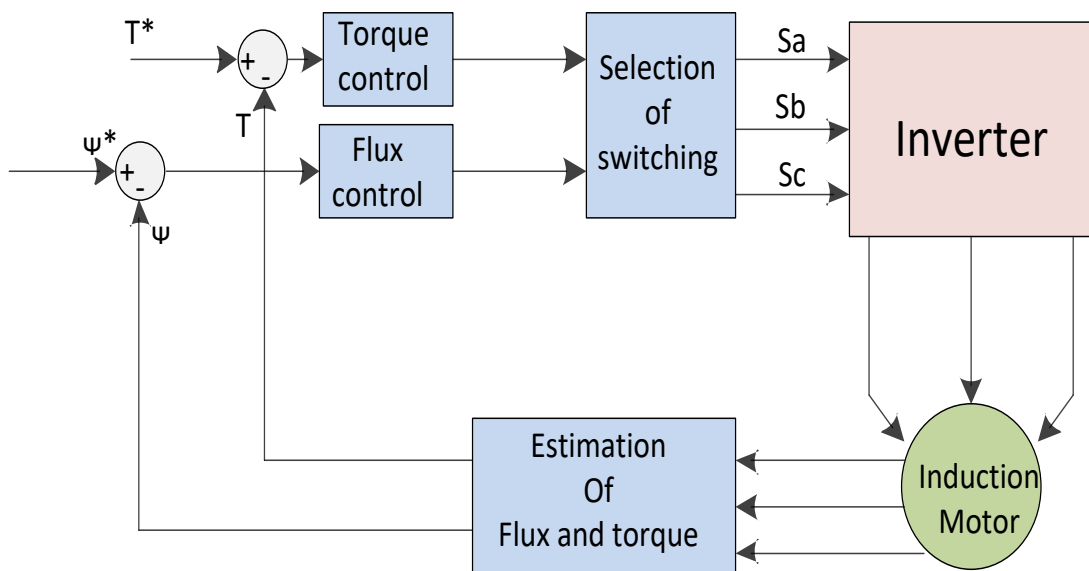 T*
Torque
control
Selection
of
switching
Sa
Sb
Sc
Inverter
+
-
T
Ψ*
Flux
control
+
-
Ψ
Estimation
Of
Flux and torque
Induction
Motor